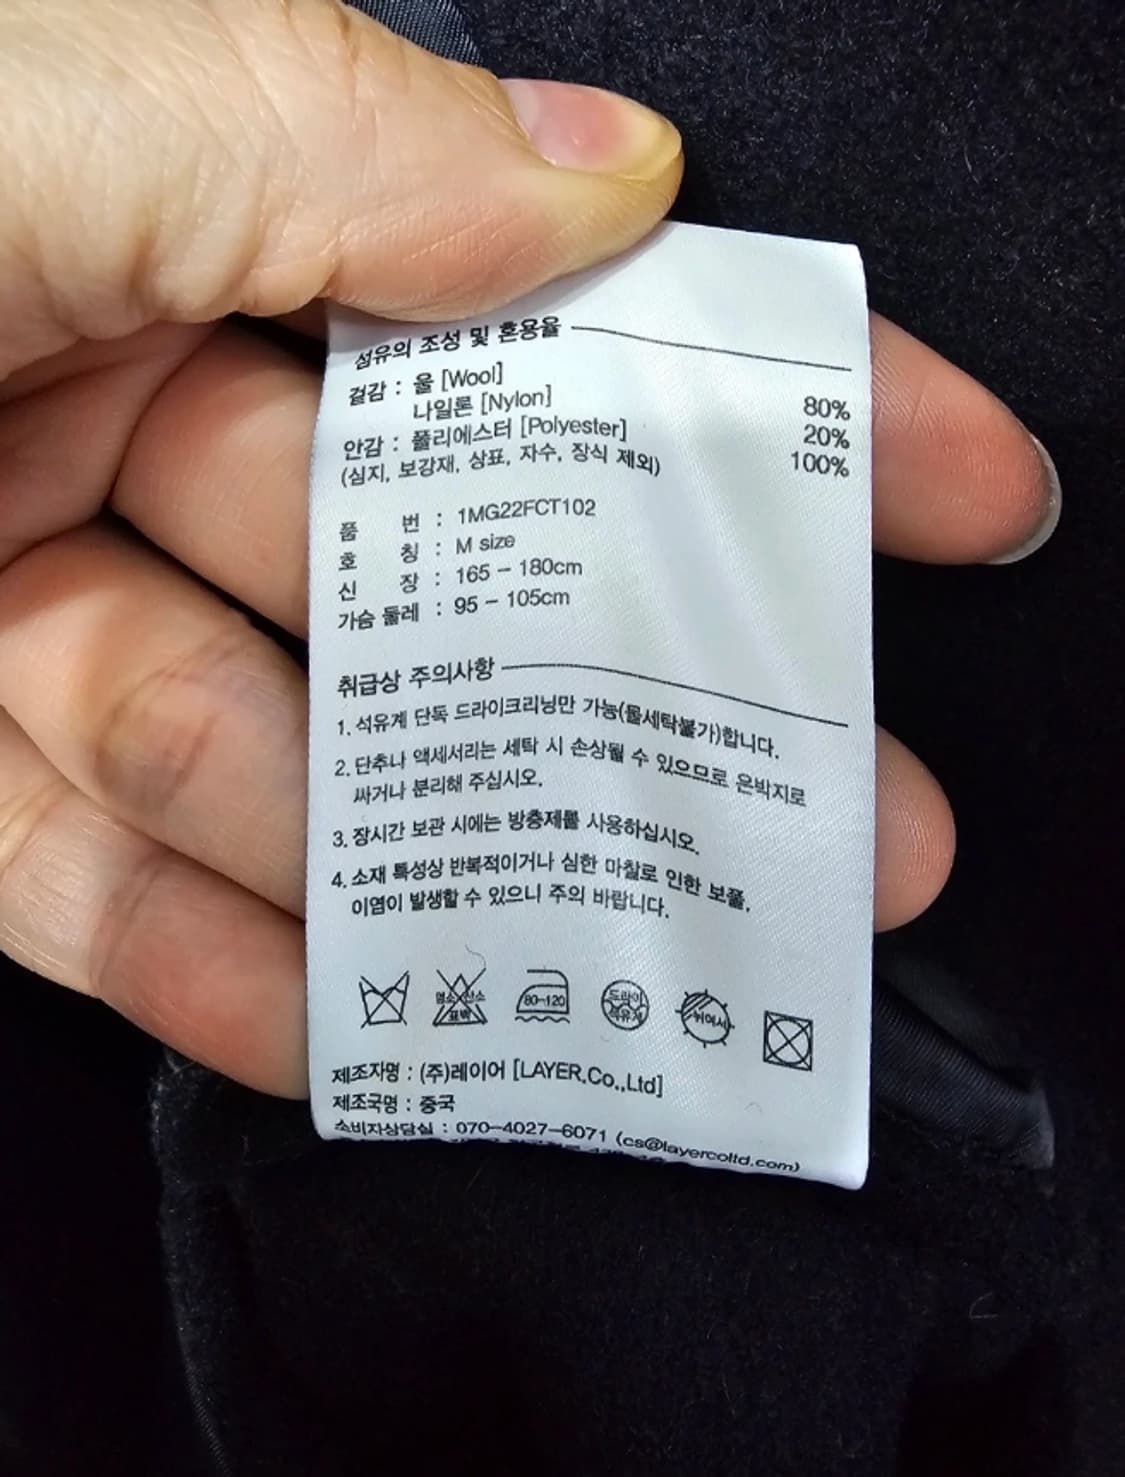 섬유의 조성 및 혼용율
겉감 : 울 [Wool] 80%
나일론 [Nylon] 20%
안감 : 폴리에스터 [Polyester] 100%
(심지, 보강재, 상표, 자수, 장식 제외)
품 번 : 1MG22FCT102
호 칭 : M size
신 장 : 165 - 180cm
가슴 둘레 : 95 - 105cm
취급상 주의사항
1. 석유계 단독 드라이크리닝만 가능(물세탁불가)합니다.
2. 단추나 액세서리는 세탁 시 손상될 수 있으므로 은박지로
싸거나 분리해 주십시오.
3. 장시간 보관 시에는 방충제를 사용하십시오.
4. 소재 특성상 반복적이거나 심한 마찰로 인한 보풀.
이염이 발생할 수 있으니 주의 바랍니다.
염소 산소
표백
80-120
드라이
석유계
뉘어서
제조자명 : (주)레이어 [LAYER.Co.,Ltd]
제조국명 : 중국
소비자상담실 : 070-4027-6071 (cs@layercoltd.com)